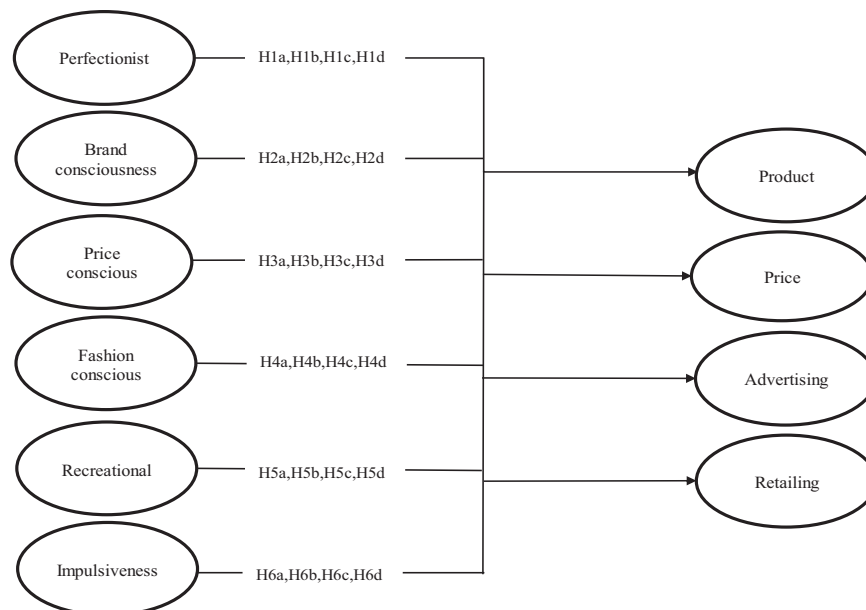 Perfectionist
H1a,H1b,H1c,H1d
Brand
consciousness
H2a,H2b,H2c,H2d
Product
Price
conscious
H3a,H3b,H3c,H3d
Price
Fashion
conscious
H4a,H4b,H4c,H4d
Advertising
Recreational
H5a,H5b,H5c,H5d
Retailing
Impulsiveness
H6a,H6b,H6c,H6d